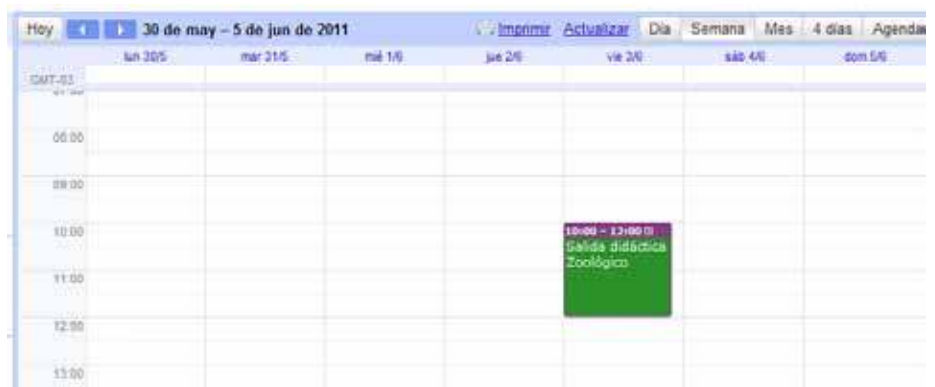 Hoy 30 de may – 5 de jun de 2011 Imprimir Actualizar Día Semana Mes 4 días Agenda
lun 30/5 mar 31/5 mié 1/6 jue 2/6 vie 3/6 sáb 4/6 dom 5/6
GMT-03
08:00
09:00
10:00
10:00 – 12:00
Salida didáctica
Zoológico
11:00
12:00
13:00